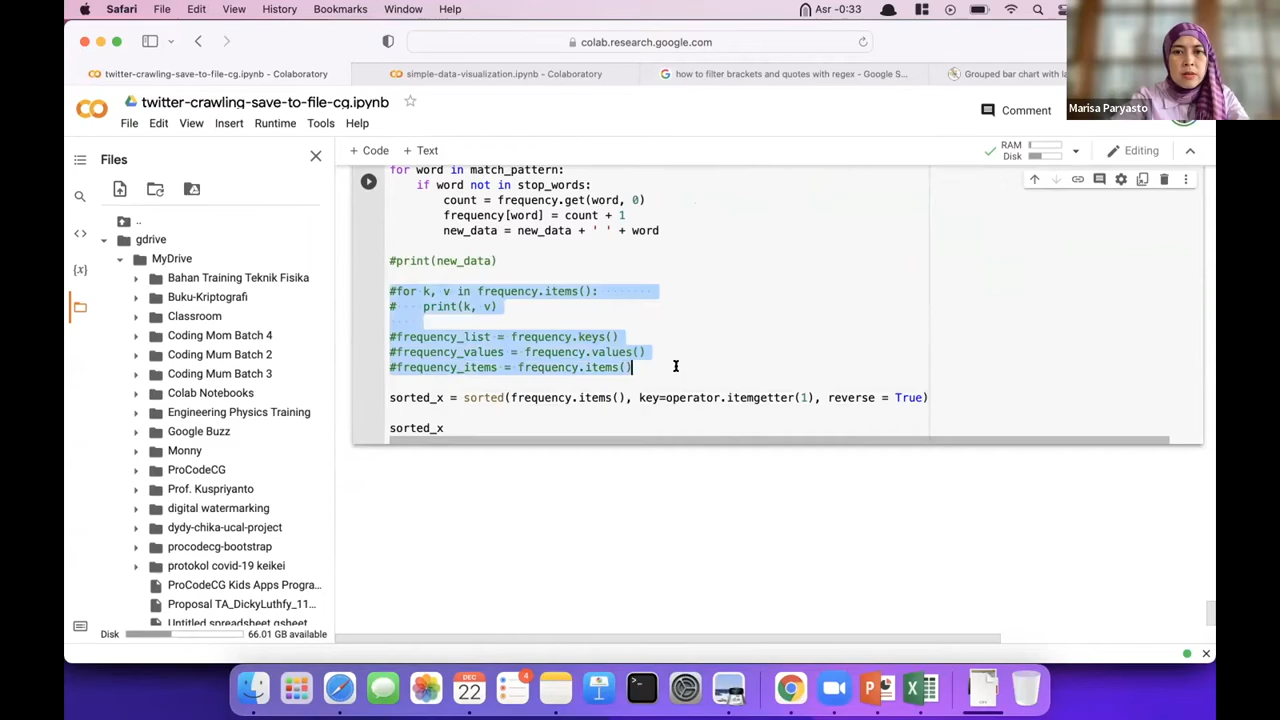 Safari File Edit View History Bookmarks Window Help
Asr -0:33
colab.research.google.com
twitter-crawling-save-to-file-cg.ipynb - Colaboratory
simple-data-visualization.ipynb - Colaboratory
how to filter brackets and quotes with regex - Google S...
Grouped bar chart with la
Marisa Paryasto
CO
twitter-crawling-save-to-file-cg.ipynb
File Edit View Insert Runtime Tools Help
Comment
Files
+ Code + Text
RAM
Disk
Editing
..
gdrive
MyDrive
Bahan Training Teknik Fisika
Buku-Kriptografi
Classroom
Coding Mom Batch 4
Coding Mum Batch 2
Coding Mum Batch 3
Colab Notebooks
Engineering Physics Training
Google Buzz
Monny
ProCodeCG
Prof. Kuspriyanto
digital watermarking
dydy-chika-ucal-project
procodecg-bootstrap
protokol covid-19 keikei
ProCodeCG Kids Apps Progra...
Proposal TA_DickyLuthfy_11...
Untitled spreadsheet.gsheet
Disk 66.01 GB available
for word in match_pattern:
if word not in stop_words:
count = frequency.get(word, 0)
frequency[word] = count + 1
new_data = new_data + ' ' + word
#print(new_data)
#for k, v in frequency.items():
# print(k, v)
#frequency_list = frequency.keys()
#frequency_values = frequency.values()
#frequency_items = frequency.items()
sorted_x = sorted(frequency.items(), key=operator.itemgetter(1), reverse = True)
sorted_x
DEC
22
4